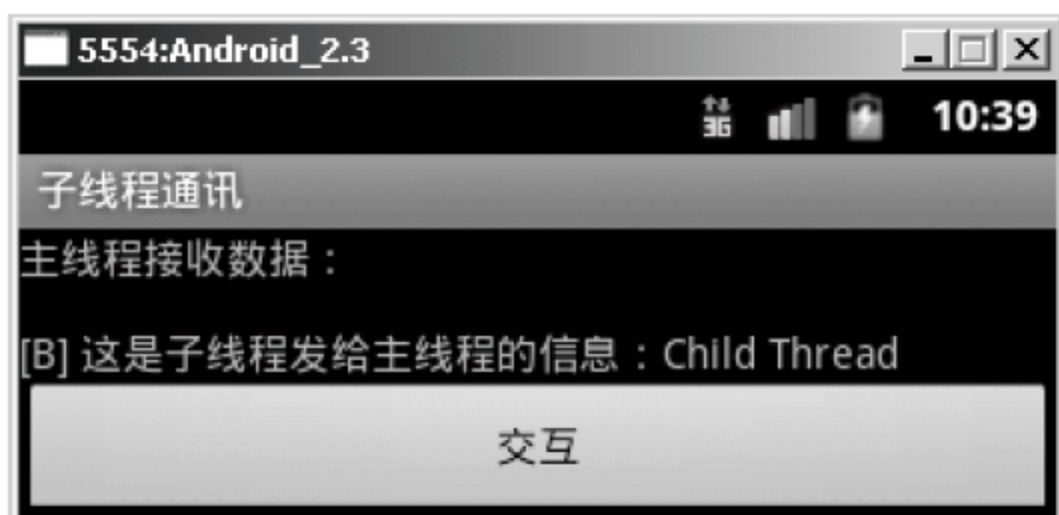 5554:Android_2.3
3G 10:39
子线程通讯
主线程接收数据：
[B] 这是子线程发给主线程的信息：Child Thread
交互